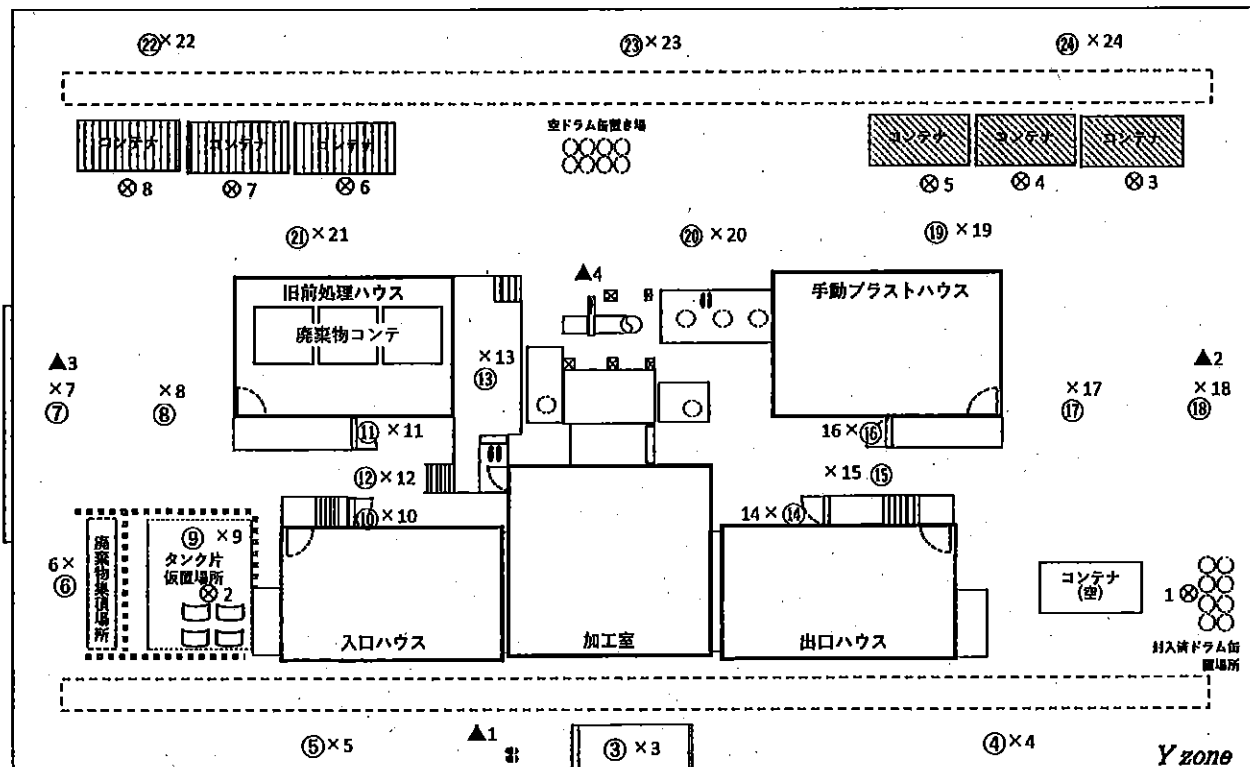 ㉒×22
㉓×23
㉔×24
空ドラム缶置き場
コンテナ
コンテナ
コンテナ
コンテナ
コンテナ
コンテナ
⊗8
⊗7
⊗6
⊗5
⊗4
⊗3
㉑×21
⑳×20
⑲×19
▲4
旧前処理ハウス
廃棄物コンテ
手動ブラストハウス
▲3
×7
⑦
×8
⑧
×13
⑬
▲2
×17
⑰
×18
⑱
⑪×11
16×⑯
⑫×12
×15 ⑮
⑩×10
14×⑭
6×
⑥
廃棄物集積場所
⑨ ×9
タンク片
仮置場所
⊗2
コンテナ
(空)
1⊗
入口ハウス
加工室
出口ハウス
封入済ドラム缶
置場所
⑤×5
▲1
③×3
④×4
Y zone